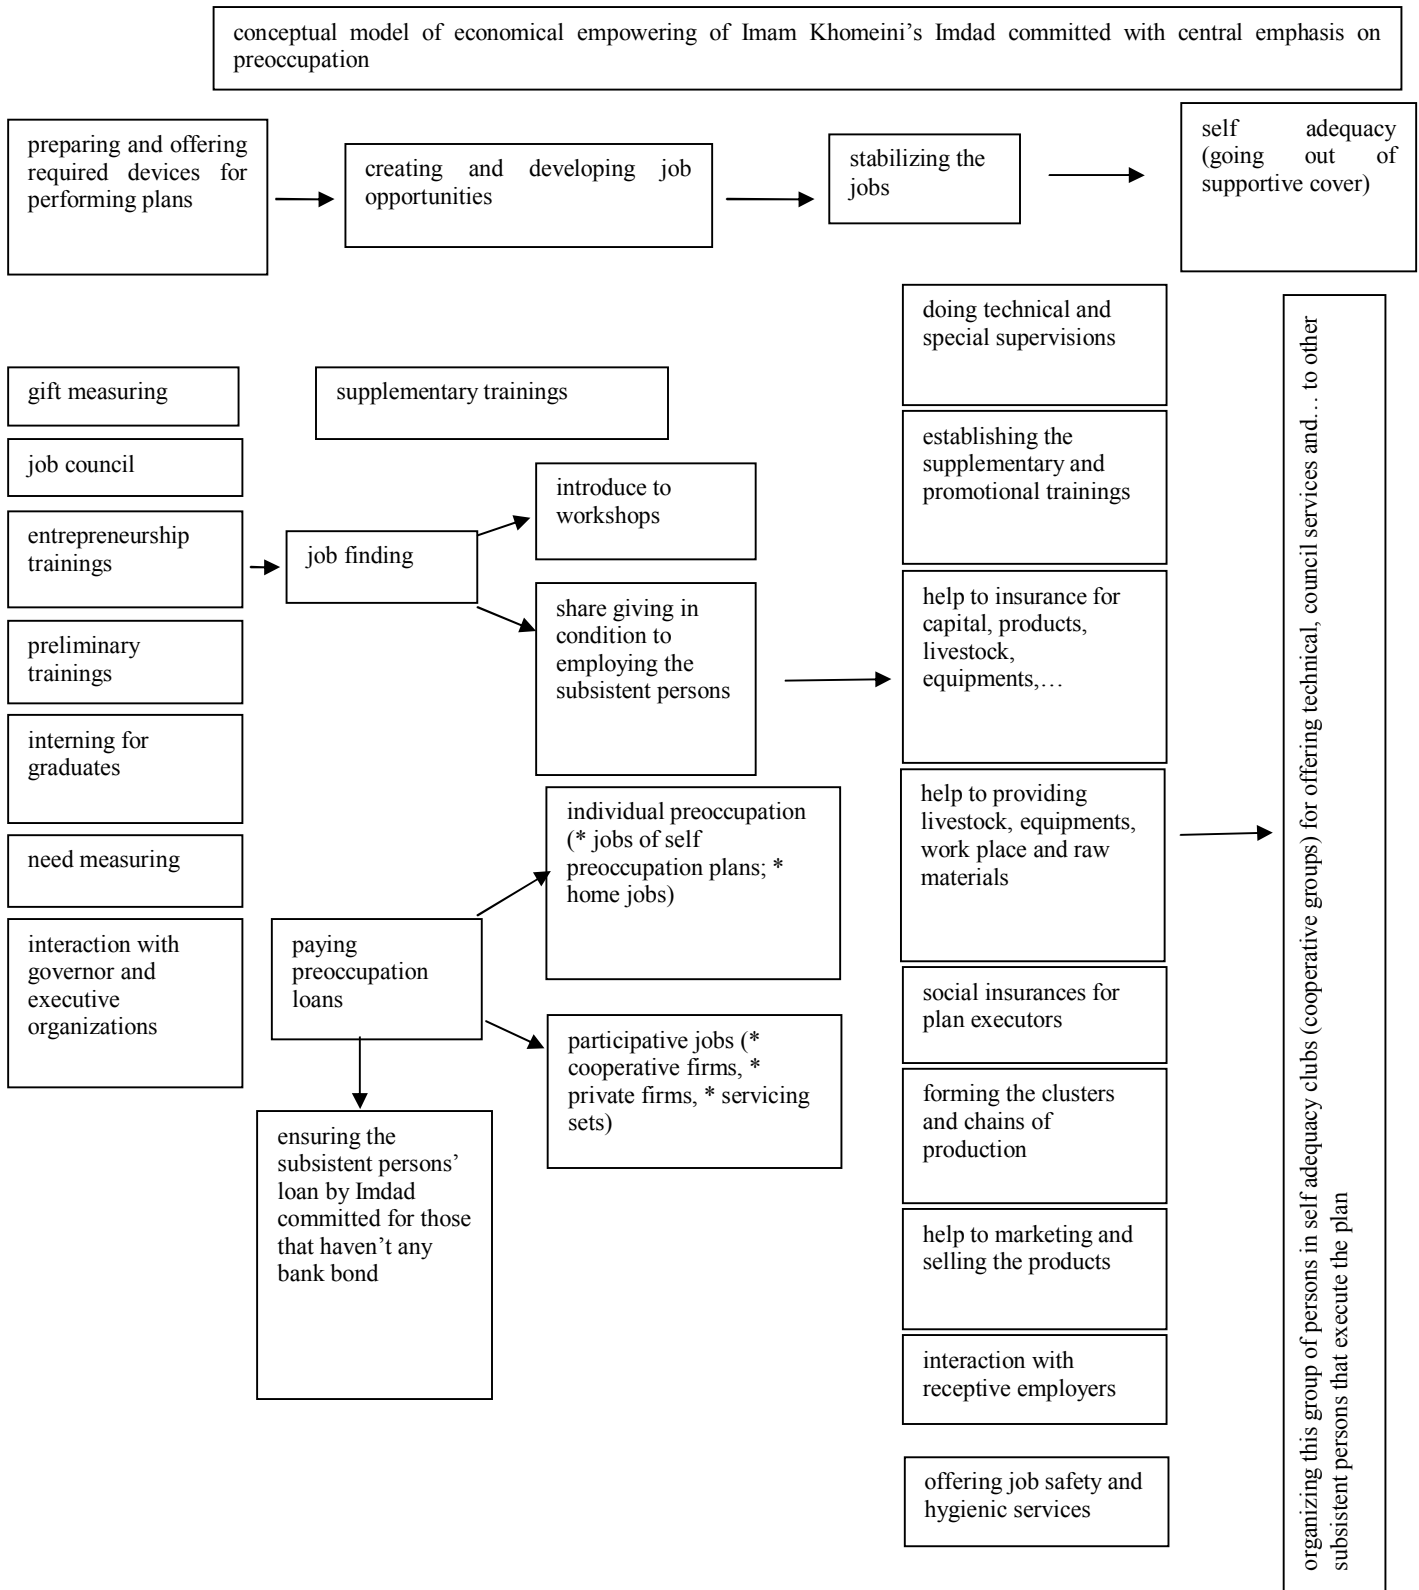 conceptual model of economical empowering of Imam Khomeini’s Imdad committed with central emphasis on
preoccupation
preparing and offering
required devices for
performing plans
creating and developing job
opportunities
stabilizing the
jobs
self adequacy
(going out of
supportive cover)
gift measuring
job council
entrepreneurship
trainings
preliminary
trainings
interning for
graduates
need measuring
interaction with
governor and
executive
organizations
supplementary trainings
job finding
introduce to
workshops
share giving in
condition to
employing the
subsistent persons
paying
preoccupation
loans
individual preoccupation
(* jobs of self
preoccupation plans; *
home jobs)
participative jobs (*
cooperative firms, *
private firms, * servicing
sets)
ensuring the
subsistent persons’
loan by Imdad
committed for those
that haven’t any
bank bond
doing technical and
special supervisions
establishing the
supplementary and
promotional trainings
help to insurance for
capital, products,
livestock,
equipments,…
help to providing
livestock, equipments,
work place and raw
materials
social insurances for
plan executors
forming the clusters
and chains of
production
help to marketing and
selling the products
interaction with
receptive employers
offering job safety and
hygienic services
organizing this group of persons in self adequacy clubs (cooperative groups) for offering technical, council services and… to other
subsistent persons that execute the plan